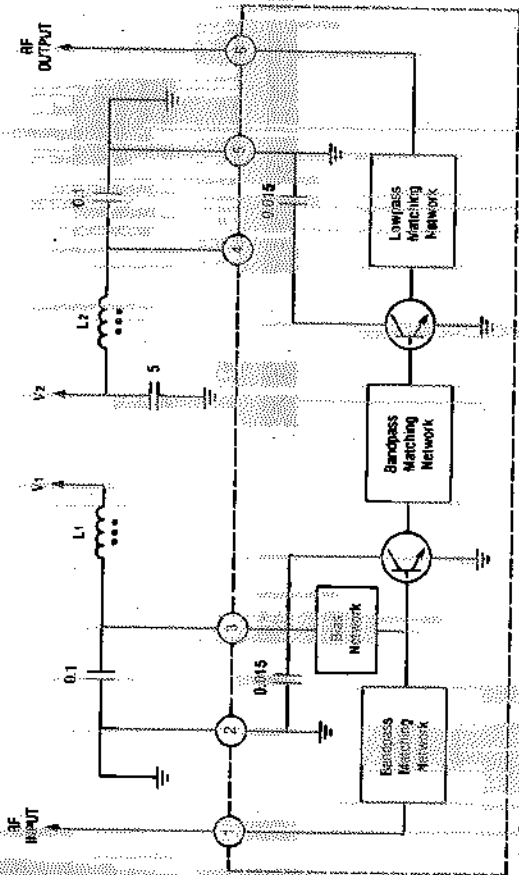 RF
INPUT
0.1
L1
V1
V2
L2
5
0.1
RF
OUTPUT
1
2
3
4
5
6
0.015
0.015
Bandpass
Matching
Network
Bias
Network
Bandpass
Matching
Network
Lowpass
Matching
Network